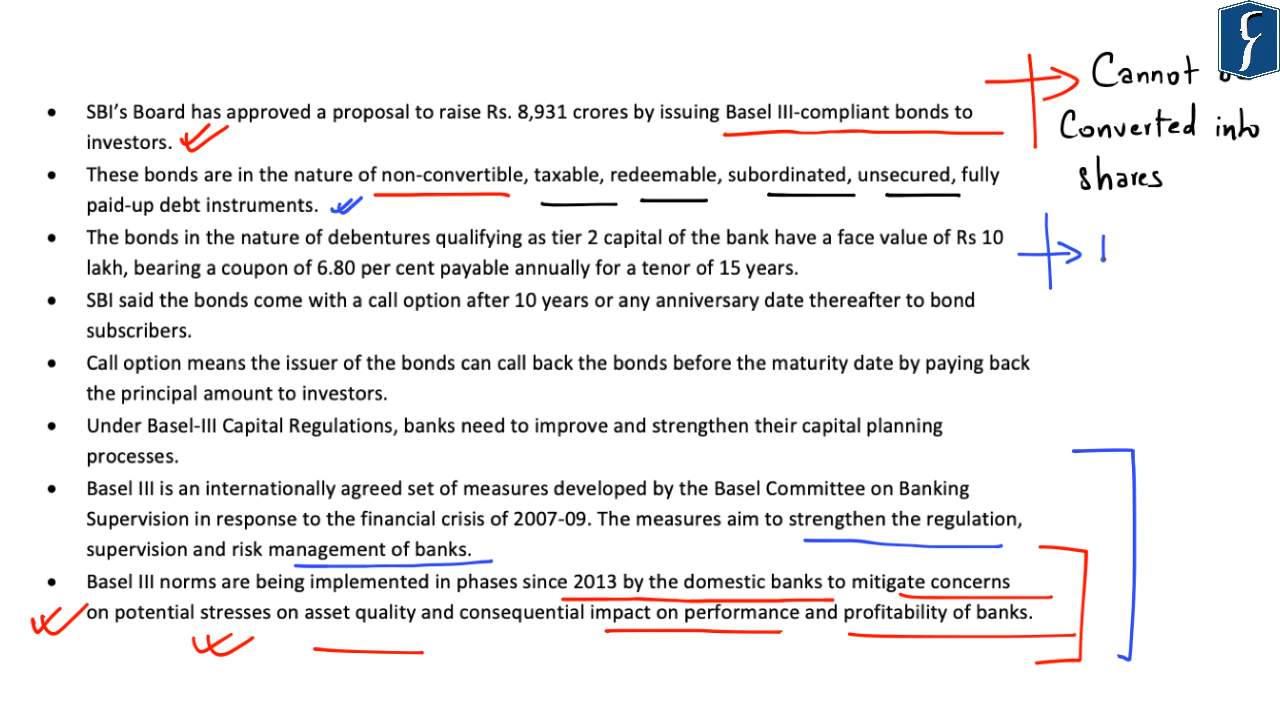 • SBI's Board has approved a proposal to raise Rs. 8,931 crores by issuing Basel III-compliant bonds to
investors.
• These bonds are in the nature of non-convertible, taxable, redeemable, subordinated, unsecured, fully
paid-up debt instruments.
• The bonds in the nature of debentures qualifying as tier 2 capital of the bank have a face value of Rs 10
lakh, bearing a coupon of 6.80 per cent payable annually for a tenor of 15 years.
• SBI said the bonds come with a call option after 10 years or any anniversary date thereafter to bond
subscribers.
• Call option means the issuer of the bonds can call back the bonds before the maturity date by paying back
the principal amount to investors.
• Under Basel-III Capital Regulations, banks need to improve and strengthen their capital planning
processes.
• Basel III is an internationally agreed set of measures developed by the Basel Committee on Banking
Supervision in response to the financial crisis of 2007-09. The measures aim to strengthen the regulation,
supervision and risk management of banks.
• Basel III norms are being implemented in phases since 2013 by the domestic banks to mitigate concerns
on potential stresses on asset quality and consequential impact on performance and profitability of banks.
Cannot
Converted into
shares